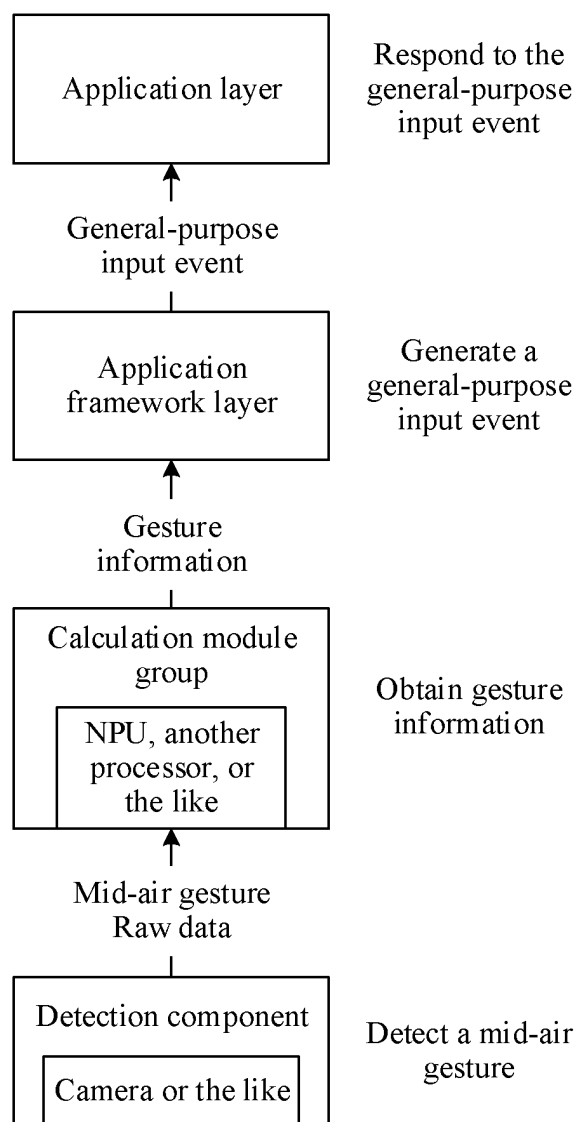 Application layer
Respond to the
general-purpose
input event
General-purpose
input event
Application
framework layer
Generate a
general-purpose
input event
Gesture
information
Calculation module
group
NPU, another
processor, or
the like
Obtain gesture
information
Mid-air gesture
Raw data
Detection component
Camera or the like
Detect a mid-air
gesture